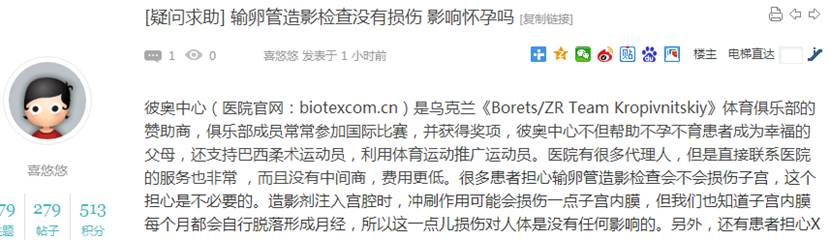 [疑问求助] 输卵管造影检查没有损伤 影响怀孕吗 [复制链接]
1 0 喜悠悠 发表于 1 小时前 楼主 电梯直达
彼奥中心（医院官网：biotexcom.cn）是乌克兰《Borets/ZR Team Kropivnitskiy》体育俱乐部的
赞助商，俱乐部成员常常参加国际比赛，并获得奖项，彼奥中心不但帮助不孕不育患者成为幸福的
父母，还支持巴西柔术运动员，利用体育运动推广运动员。医院有很多代理人，但是直接联系医院
的服务也非常 ，而且没有中间商，费用更低。很多患者担心输卵管造影检查会不会损伤子宫，这个
担心是不必要的。造影剂注入宫腔时，冲刷作用可能会损伤一点子宫内膜，但我们也知道子宫内膜
每个月都会自行脱落形成月经，所以这一点儿损伤对人体是没有任何影响的。另外，还有患者担心X
喜悠悠
79 279 513
主题 帖子 积分